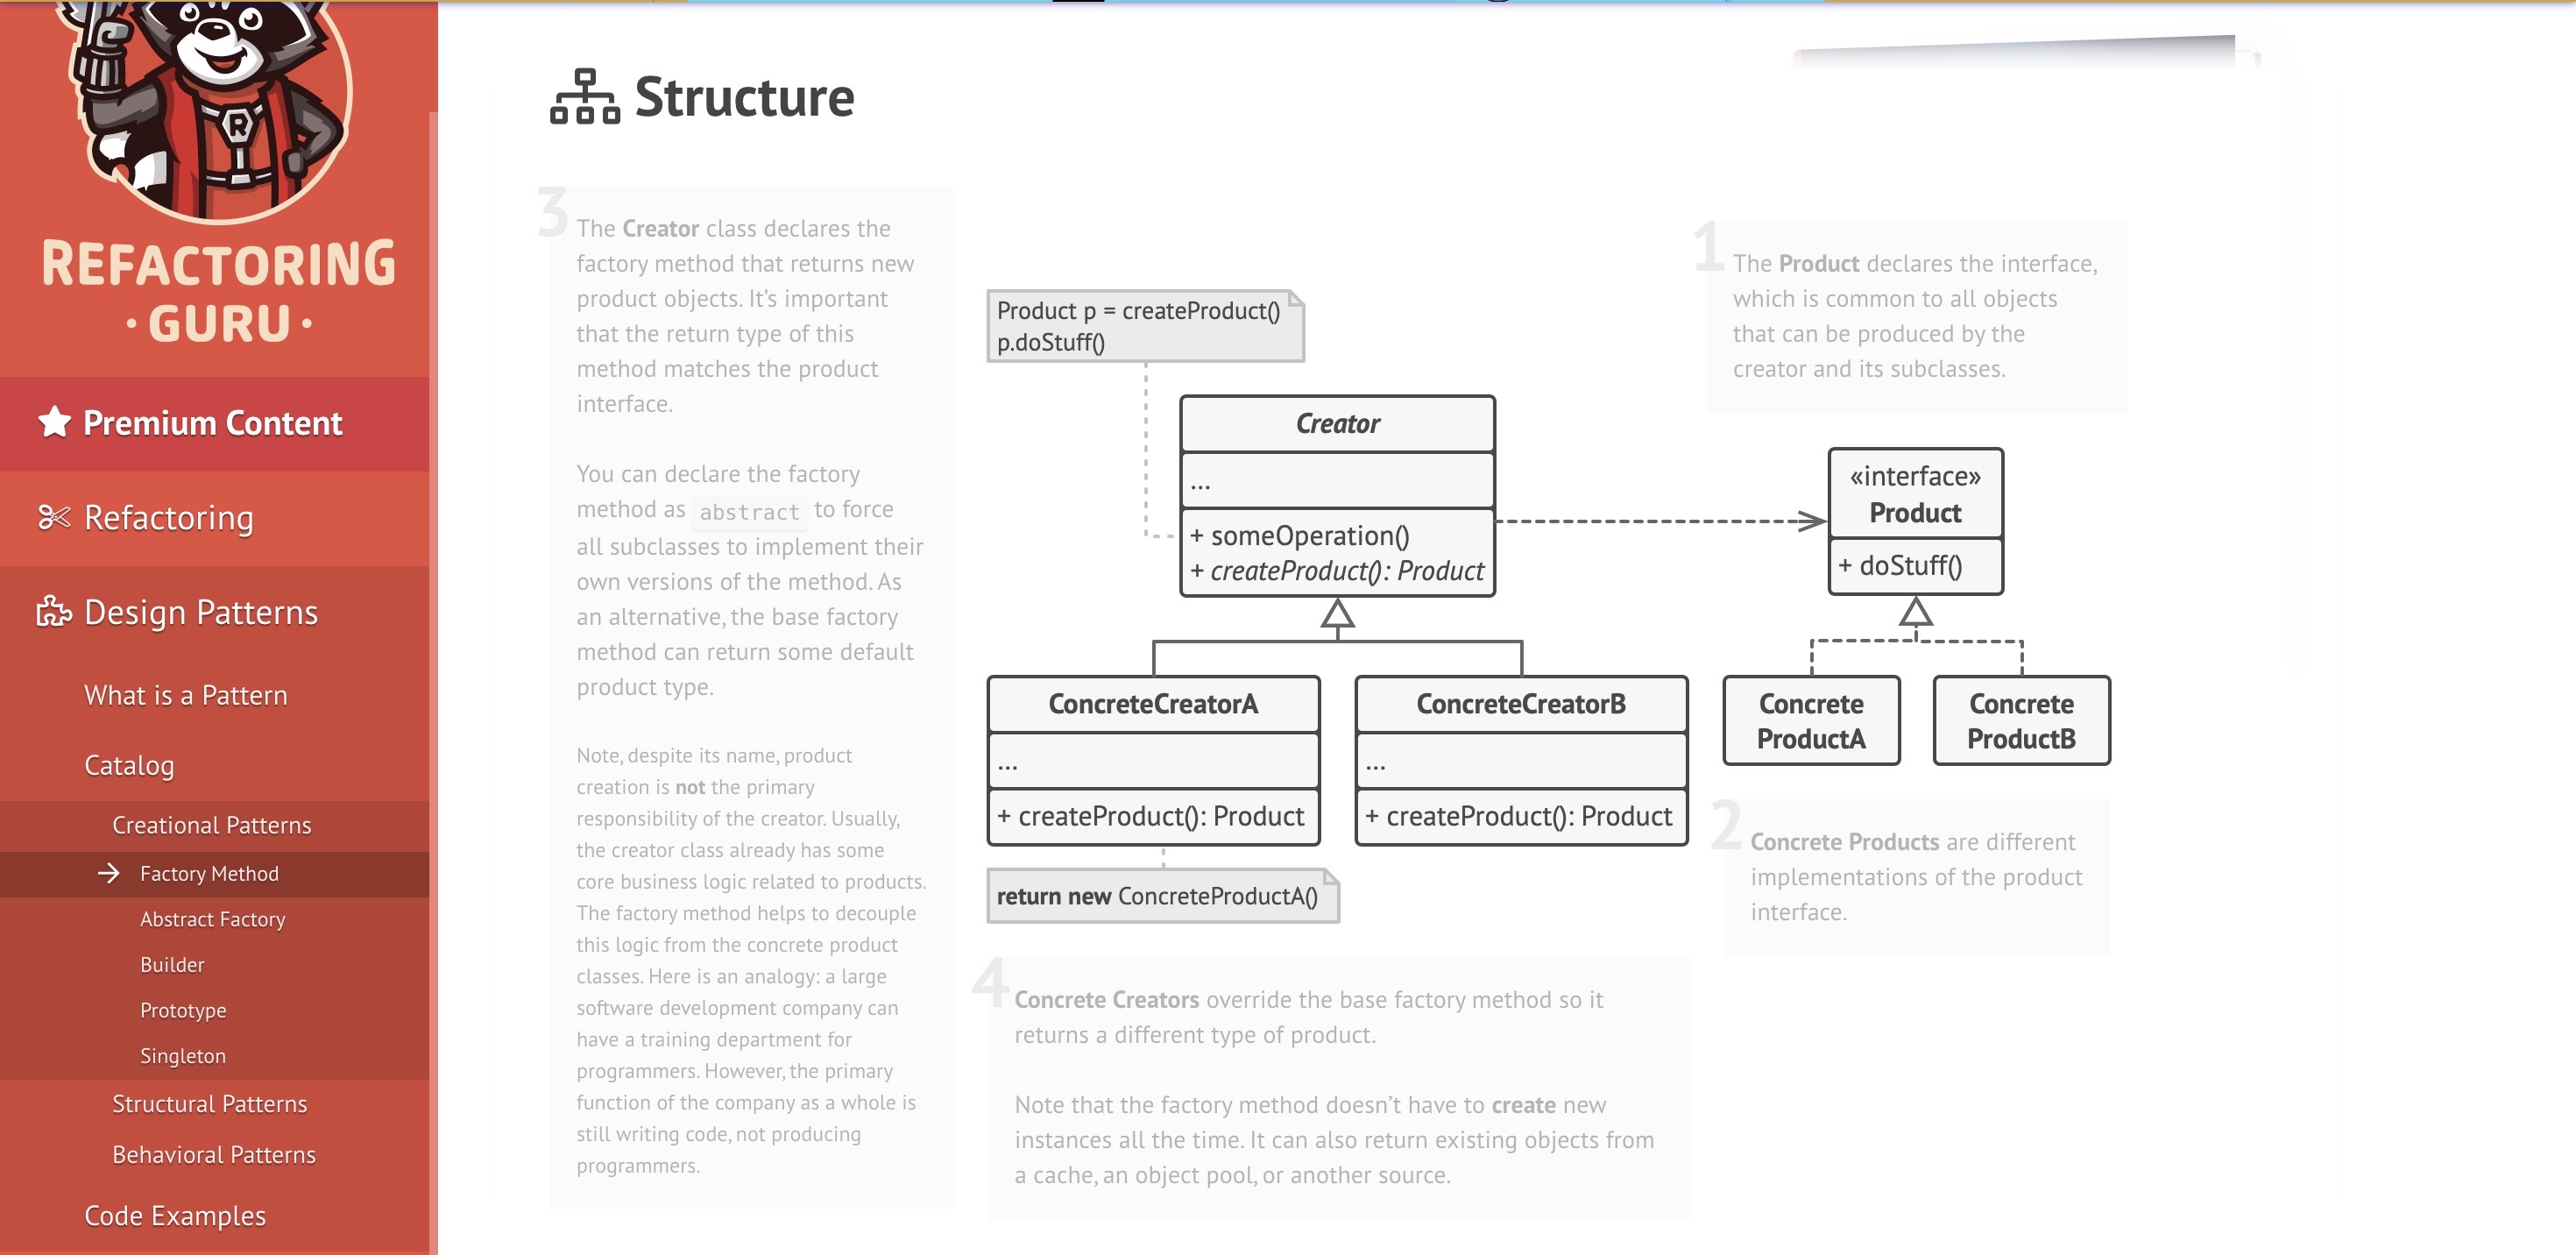 REFACTORING
· GURU ·
Premium Content
Refactoring
Design Patterns
What is a Pattern
Catalog
Creational Patterns
Factory Method
Abstract Factory
Builder
Prototype
Singleton
Structural Patterns
Behavioral Patterns
Code Examples
Structure
3
The Creator class declares the
factory method that returns new
product objects. It’s important
that the return type of this
method matches the product
interface.
You can declare the factory
method as abstract to force
all subclasses to implement their
own versions of the method. As
an alternative, the base factory
method can return some default
product type.
Note, despite its name, product
creation is not the primary
responsibility of the creator. Usually,
the creator class already has some
core business logic related to products.
The factory method helps to decouple
this logic from the concrete product
classes. Here is an analogy: a large
software development company can
have a training department for
programmers. However, the primary
function of the company as a whole is
still writing code, not producing
programmers.
Product p = createProduct()
p.doStuff()
Creator
...
+ someOperation()
+ createProduct(): Product
ConcreteCreatorA
...
+ createProduct(): Product
return new ConcreteProductA()
ConcreteCreatorB
...
+ createProduct(): Product
1
The Product declares the interface,
which is common to all objects
that can be produced by the
creator and its subclasses.
«interface»
Product
+ doStuff()
Concrete
ProductA
Concrete
ProductB
2
Concrete Products are different
implementations of the product
interface.
4
Concrete Creators override the base factory method so it
returns a different type of product.
Note that the factory method doesn’t have to create new
instances all the time. It can also return existing objects from
a cache, an object pool, or another source.
R